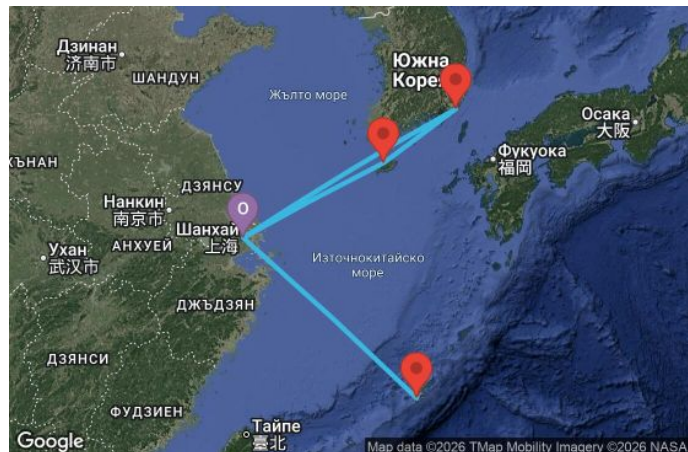 Дзинан
济南市
ШАНДУН
Жълто море
Южна
Корея
Осака
大阪
Фукуока
福岡
ХЪНАН
ДЗЯНСУ
Нанкин
南京市
АНХУЕЙ
О
Шанхай
上海
Ухан
武汉市
Източнокитайско
море
ДЖЪДЗЯН
ДЗЯНСИ
ФУДЗИЕН
Тайпе
臺北
Google
Map data ©2026 TMap Mobility Imagery ©2026 NASA